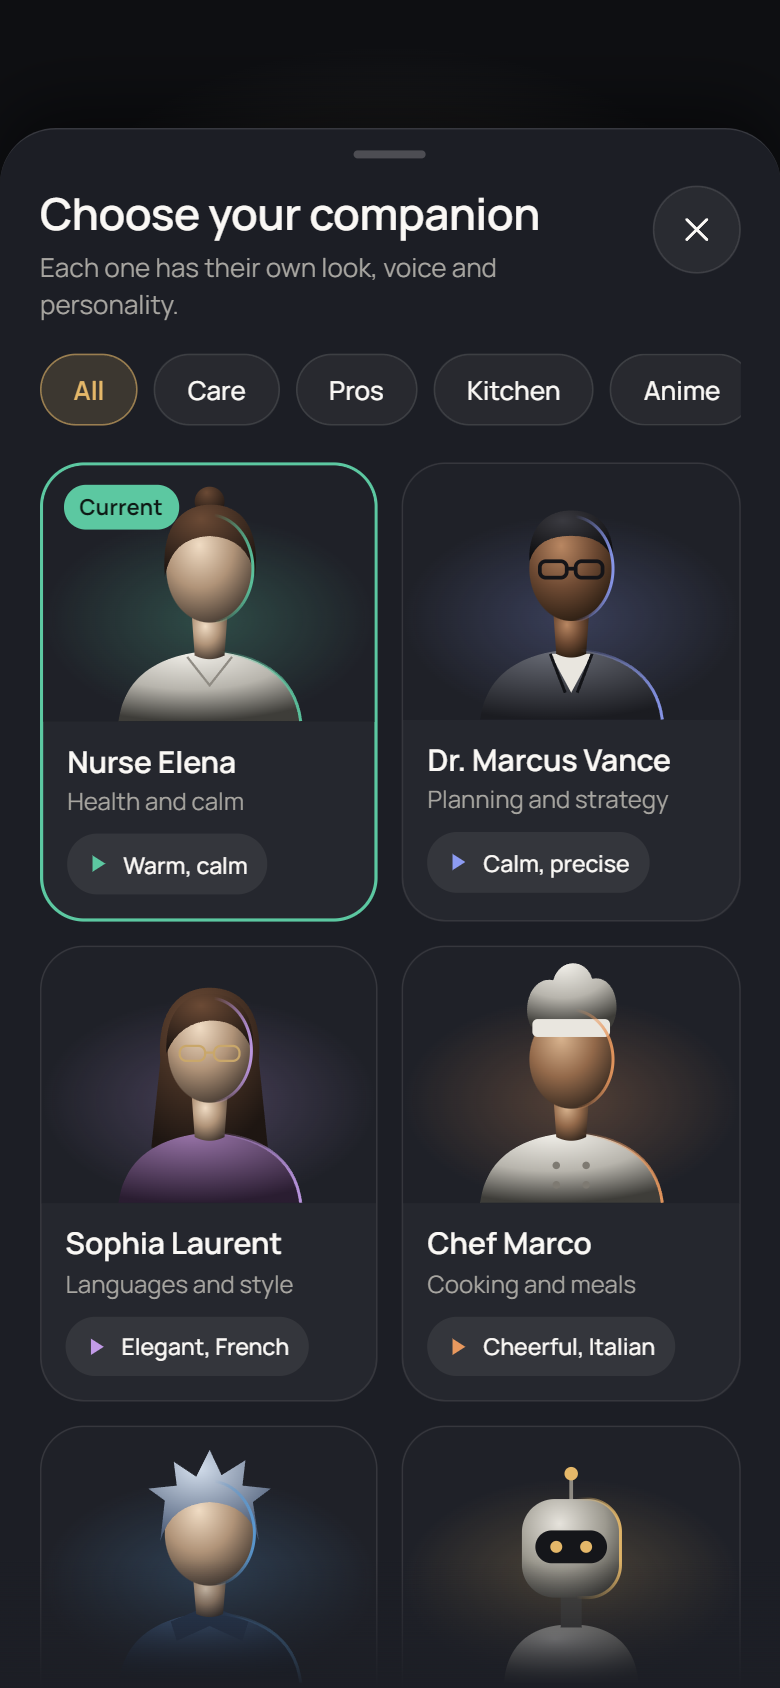 Choose your companion
Each one has their own look, voice and
personality.
All
Care
Pros
Kitchen
Anime
Current
Nurse Elena
Health and calm
Warm, calm
Dr. Marcus Vance
Planning and strategy
Calm, precise
Sophia Laurent
Languages and style
Elegant, French
Chef Marco
Cooking and meals
Cheerful, Italian